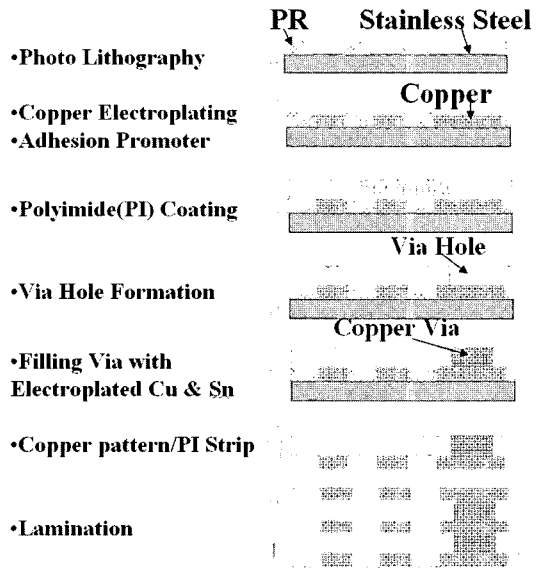 PR Stainless Steel
•Photo Lithography
Copper
•Copper Electroplating
•Adhesion Promoter
•Polyimide(PI) Coating
Via Hole
•Via Hole Formation
Copper Via
•Filling Via with
Electroplated Cu & Sn
•Copper pattern/PI Strip
•Lamination